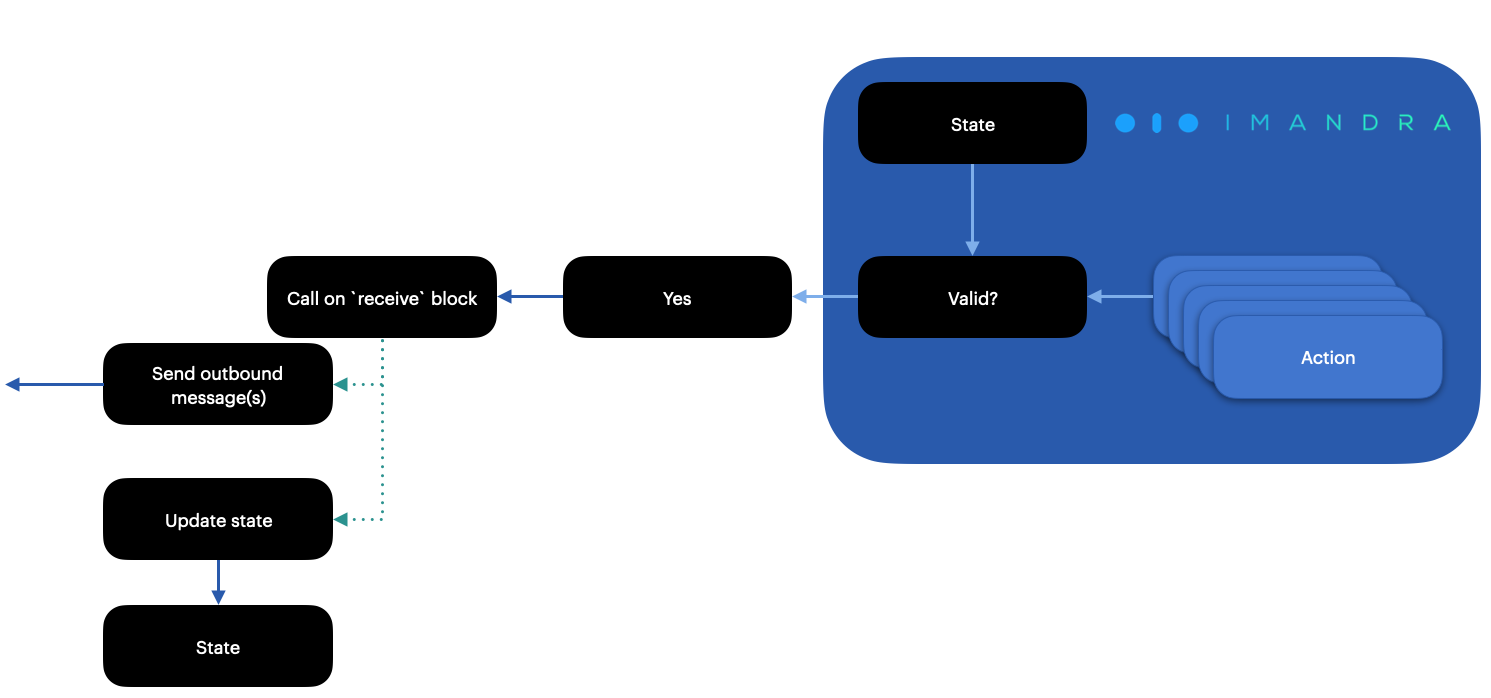 State
IMANDRA
Call on `receive` block
Yes
Valid?
Action
Send outbound
message(s)
Update state
State